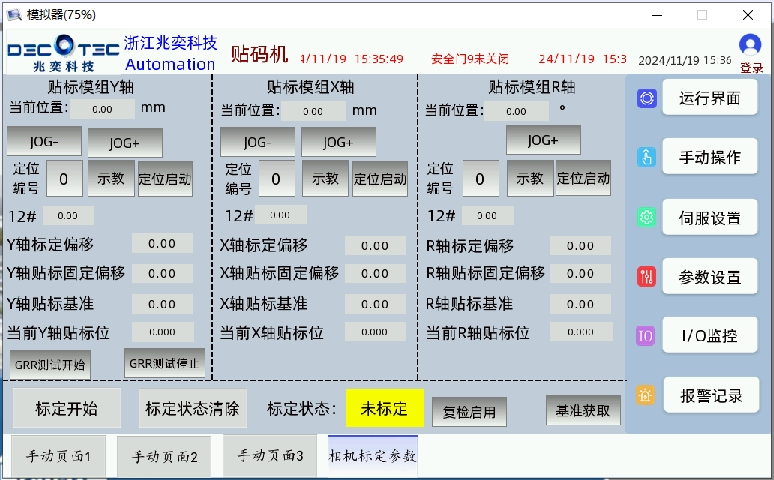 模拟器(75%)
DECOTEC
兆奕科技
浙江兆奕科技
Automation
贴码机
4/11/19 15:35:49 安全门9未关闭 24/11/19 15:3
2024/11/19 15:36
登录
贴标模组Y轴
当前位置: 0.00 mm
JOG- JOG+
定位编号 0 示教 定位启动
12# 0.00
Y轴标定偏移 0.00
Y轴贴标固定偏移 0.00
Y轴贴标基准 0.00
当前Y轴贴标位 0.000
GRR测试开始 GRR测试停止
贴标模组X轴
当前位置: 0.00 mm
JOG- JOG+
定位编号 0 示教 定位启动
12# 0.00
X轴标定偏移 0.00
X轴贴标固定偏移 0.00
X轴贴标基准 0.00
当前X轴贴标位 0.000
贴标模组R轴
当前位置: 0.00 °
JOG+
定位编号 0 示教 定位启动
12# 0.00
R轴标定偏移 0.00
R轴贴标固定偏移 0.00
R轴贴标基准 0.00
当前R轴贴标位 0.000
标定开始 标定状态清除 标定状态: 未标定 复检启用 基准获取
手动页面1 手动页面2 手动页面3 相机标定参数
运行界面
手动操作
伺服设置
参数设置
IO I/O监控
报警记录